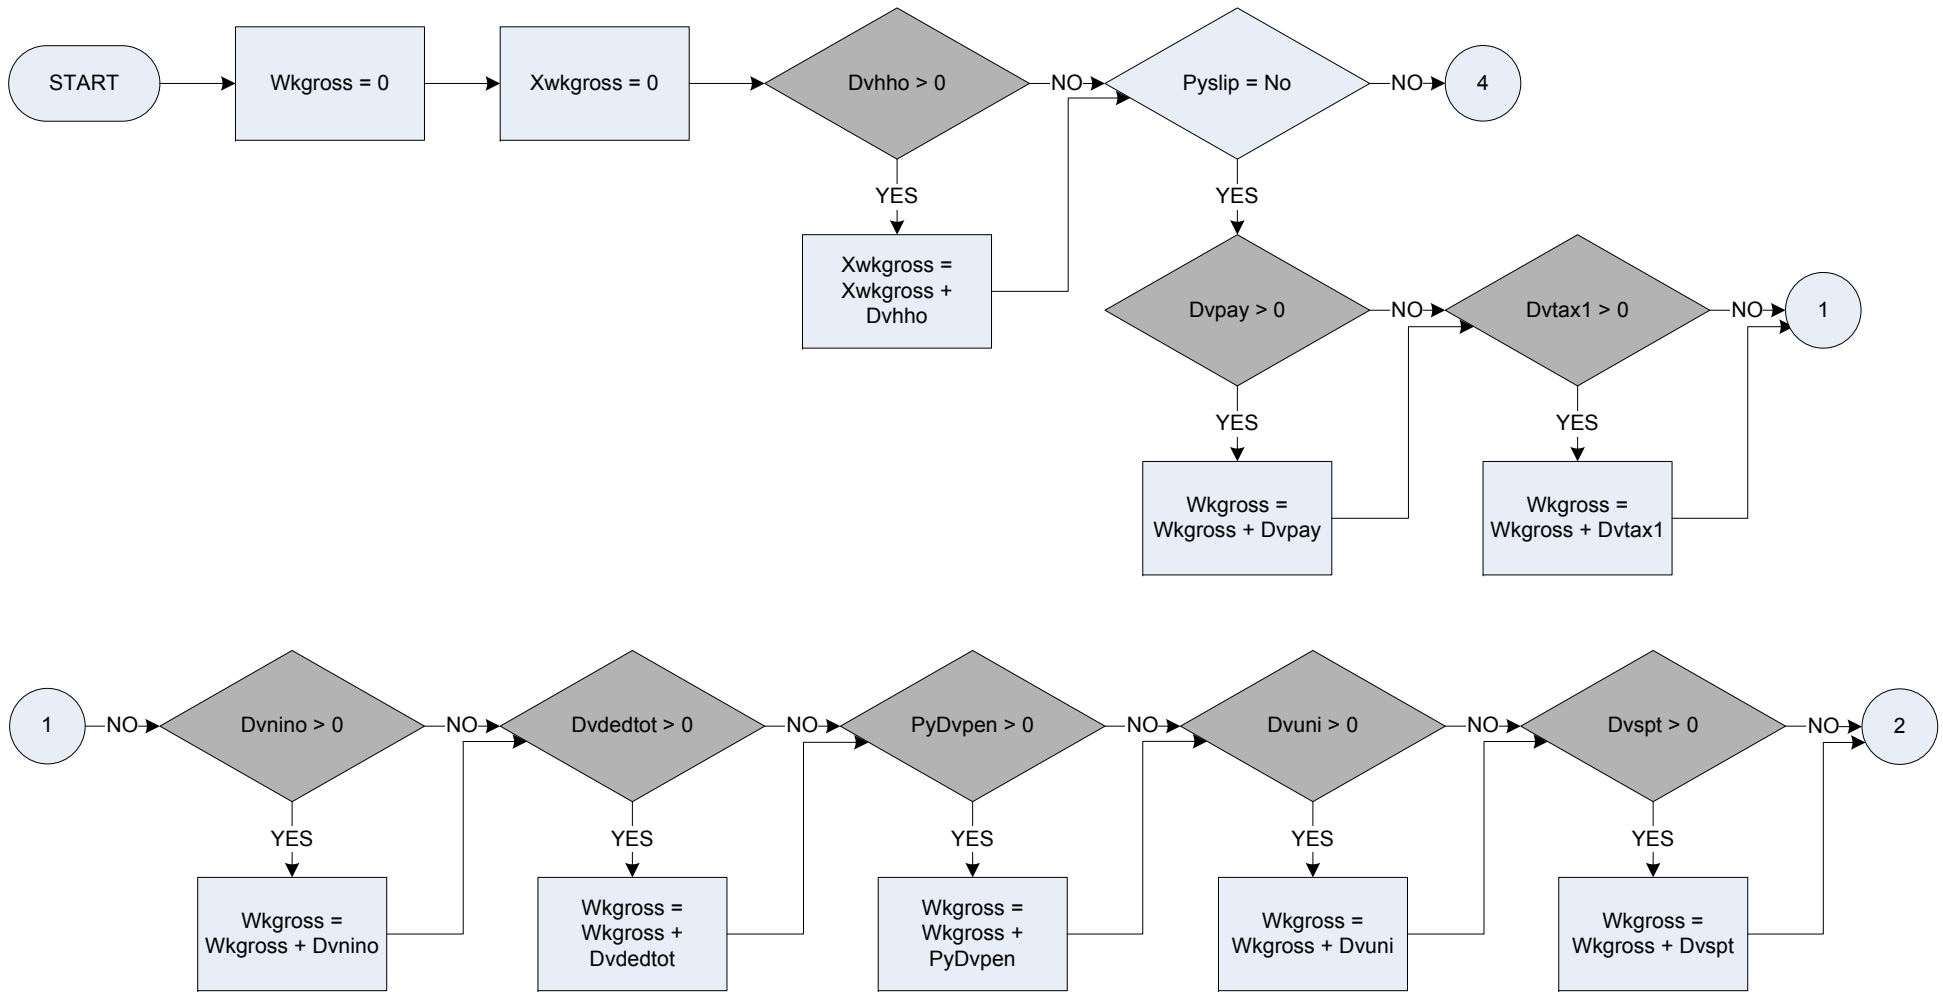 START
Wkgross = 0
Xwkgross = 0
Dvhho > 0
NO
Pyslip = No
NO
4
YES
Xwkgross =
Xwkgross +
Dvhho
YES
Dvpay > 0
NO
Dvtax1 > 0
NO
1
YES
YES
Wkgross =
Wkgross + Dvpay
Wkgross =
Wkgross + Dvtax1
1
NO
Dvnino > 0
NO
Dvdedtot > 0
NO
PyDvpen > 0
NO
Dvuni > 0
NO
Dvspt > 0
NO
2
YES
YES
YES
YES
YES
Wkgross =
Wkgross + Dvnino
Wkgross =
Wkgross +
Dvdedtot
Wkgross =
Wkgross +
PyDvpen
Wkgross =
Wkgross + Dvuni
Wkgross =
Wkgross + Dvspt